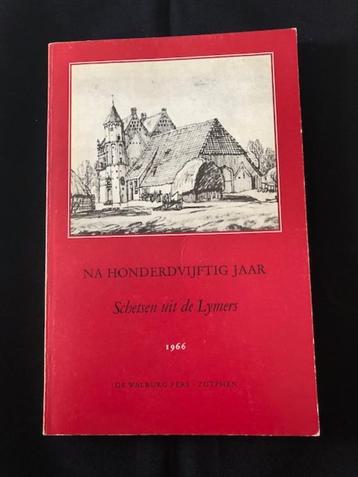 NA HONDERDVIJFTIG JAAR
Schetsen uit de Lymers
1966
DE WALBURG PERS - ZUTPHEN